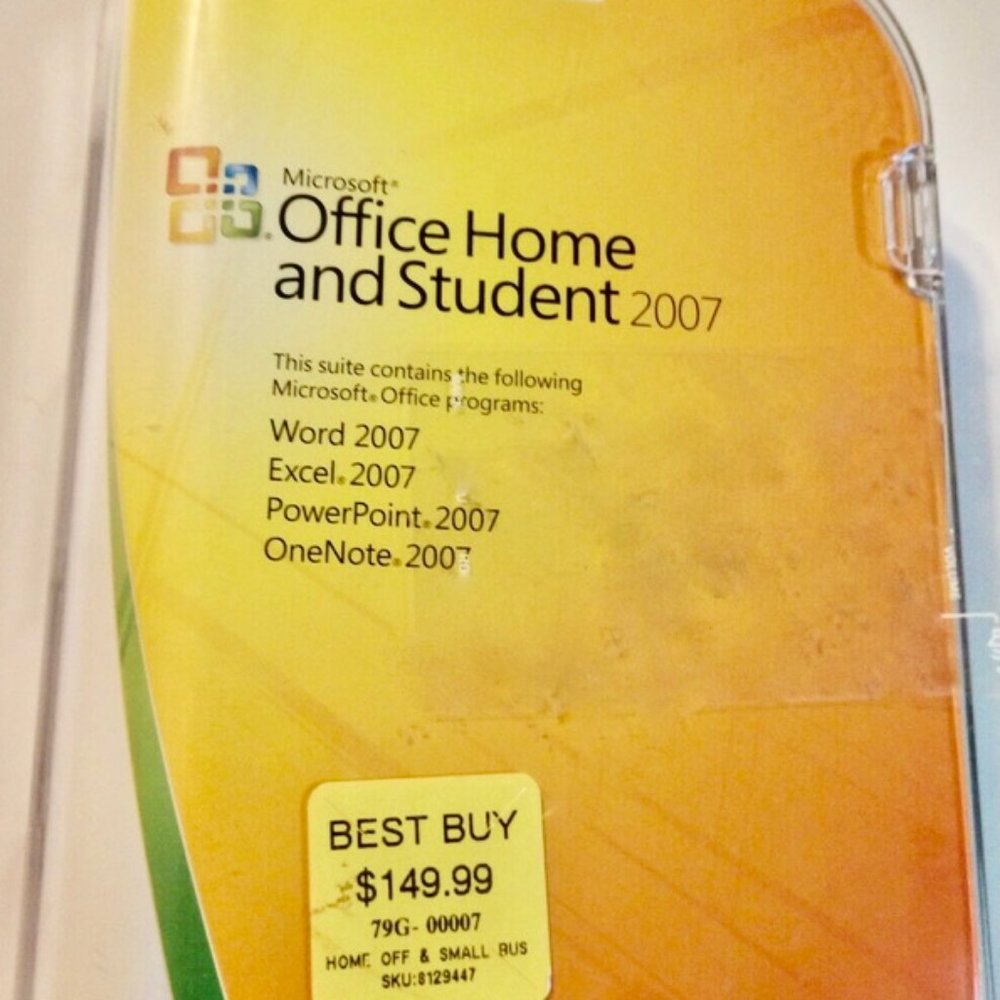 Microsoft®
Office Home
and Student 2007
This suite contains the following
Microsoft® Office programs:
Word 2007
Excel® 2007
PowerPoint® 2007
OneNote® 2007
BEST BUY
$149.99
79G-00007
HOME OFF & SMALL BUS
SKU:8129447